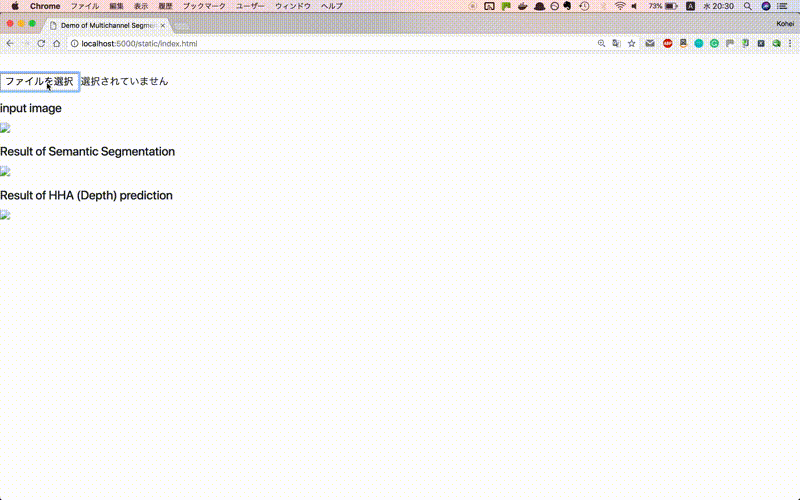 Chrome ファイル 編集 表示 履歴 ブックマーク ユーザー ウィンドウ ヘルプ 73% A 水 20:30
Demo of Multichannel Segme
Kohei
localhost:5000/static/index.html
ファイルを選択 選択されていません
input image
Result of Semantic Segmentation
Result of HHA (Depth) prediction